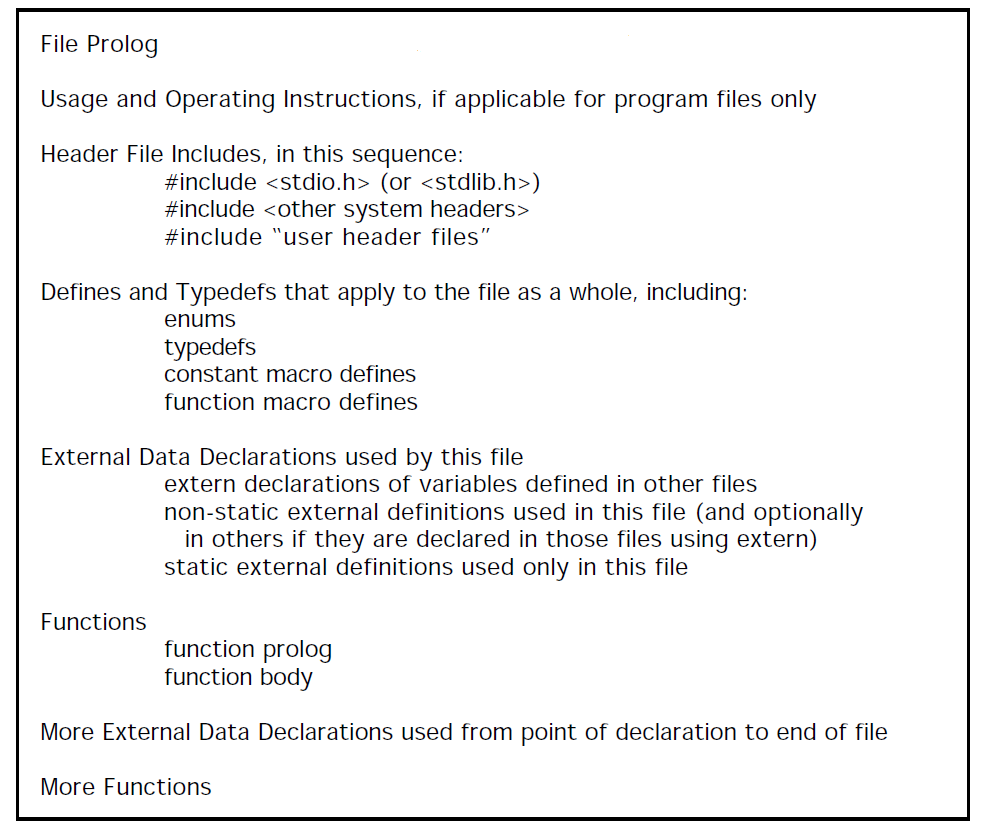 File Prolog
Usage and Operating Instructions, if applicable for program files only
Header File Includes, in this sequence:
#include <stdio.h> (or <stdlib.h>)
#include <other system headers>
#include “user header files”
Defines and Typedefs that apply to the file as a whole, including:
enums
typedefs
constant macro defines
function macro defines
External Data Declarations used by this file
extern declarations of variables defined in other files
non-static external definitions used in this file (and optionally
in others if they are declared in those files using extern)
static external definitions used only in this file
Functions
function prolog
function body
More External Data Declarations used from point of declaration to end of file
More Functions